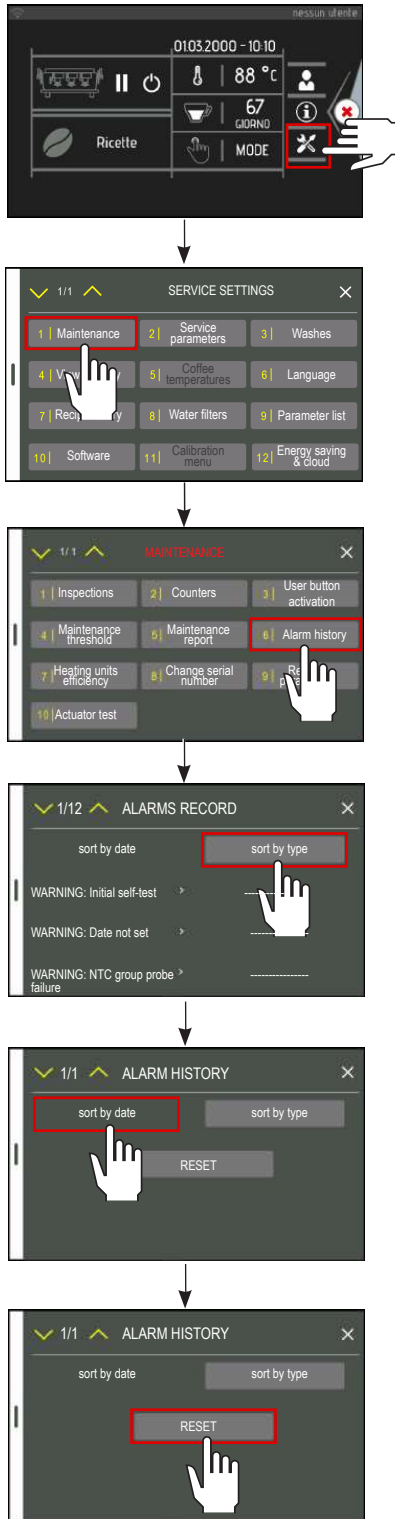 nessun utente
01.03.2000 - 10:10
88 °C
67
GIORNO
Ricette
MODE
1/1 SERVICE SETTINGS
1 | Maintenance
2 | Service parameters
3 | Washes
4 |
5 | Coffee temperatures
6 | Language
7 |
8 | Water filters
9 | Parameter list
10 | Software
11 | Calibration menu
12 | Energy saving & cloud
1/1 MAINTENANCE
1 | Inspections
2 | Counters
3 | User button activation
4 | Maintenance threshold
5 | Maintenance report
6 | Alarm history
7 | Heating units efficiency
8 | Change serial number
9 |
10 | Actuator test
1/12 ALARMS RECORD
sort by date sort by type
WARNING: Initial self-test >
WARNING: Date not set > ---------------
WARNING: NTC group probe > ---------------
failure
1/1 ALARM HISTORY
sort by date sort by type
RESET
1/1 ALARM HISTORY
sort by date sort by type
RESET